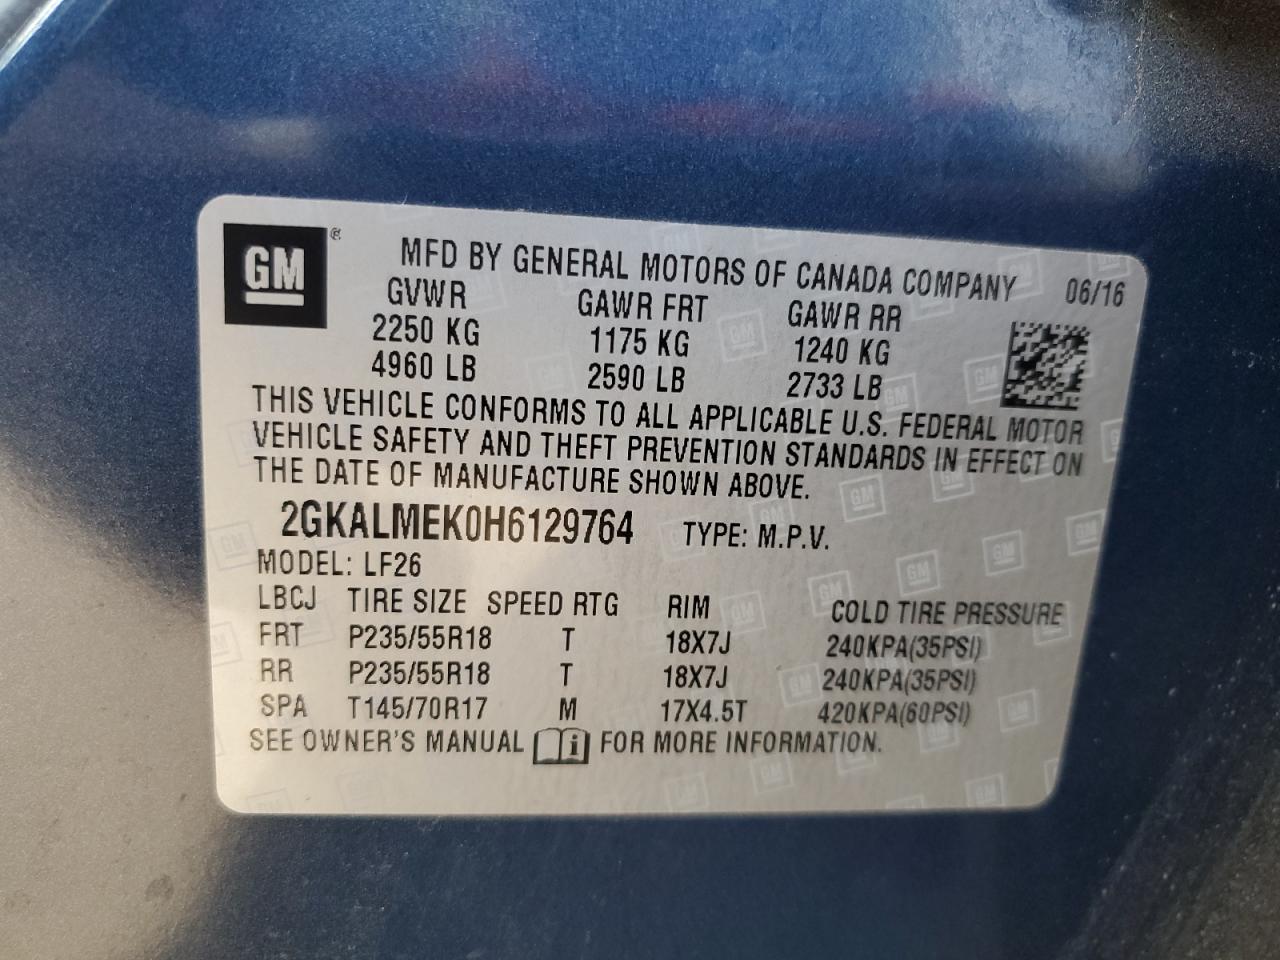 GM ®
MFD BY GENERAL MOTORS OF CANADA COMPANY 06/16
GVWR GAWR FRT GAWR RR
2250 KG 1175 KG 1240 KG
4960 LB 2590 LB 2733 LB
THIS VEHICLE CONFORMS TO ALL APPLICABLE U.S. FEDERAL MOTOR
VEHICLE SAFETY AND THEFT PREVENTION STANDARDS IN EFFECT ON
THE DATE OF MANUFACTURE SHOWN ABOVE.
2GKALMEK0H6129764 TYPE: M.P.V.
MODEL: LF26
LBCJ TIRE SIZE SPEED RTG RIM COLD TIRE PRESSURE
FRT P235/55R18 T 18X7J 240KPA(35PSI)
RR P235/55R18 T 18X7J 240KPA(35PSI)
SPA T145/70R17 M 17X4.5T 420KPA(60PSI)
SEE OWNER'S MANUAL i FOR MORE INFORMATION.